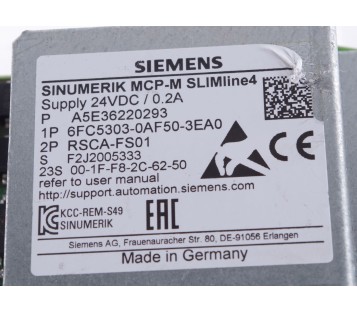 SIEMENS
SINUMERIK MCP-M SLIMline4
Supply 24VDC / 0.2A
P A5E36220293
1P 6FC5303-0AF50-3EA0
2P RSCA-FS01
S F2J2005333
23S 00-1F-F8-2C-62-50
refer to user manual
http://support.automation.siemens.com
KCC-REM-S49
SINUMERIK
EAC
Siemens AG, Frauenauracher Str. 80, DE-91056 Erlangen
Made in Germany